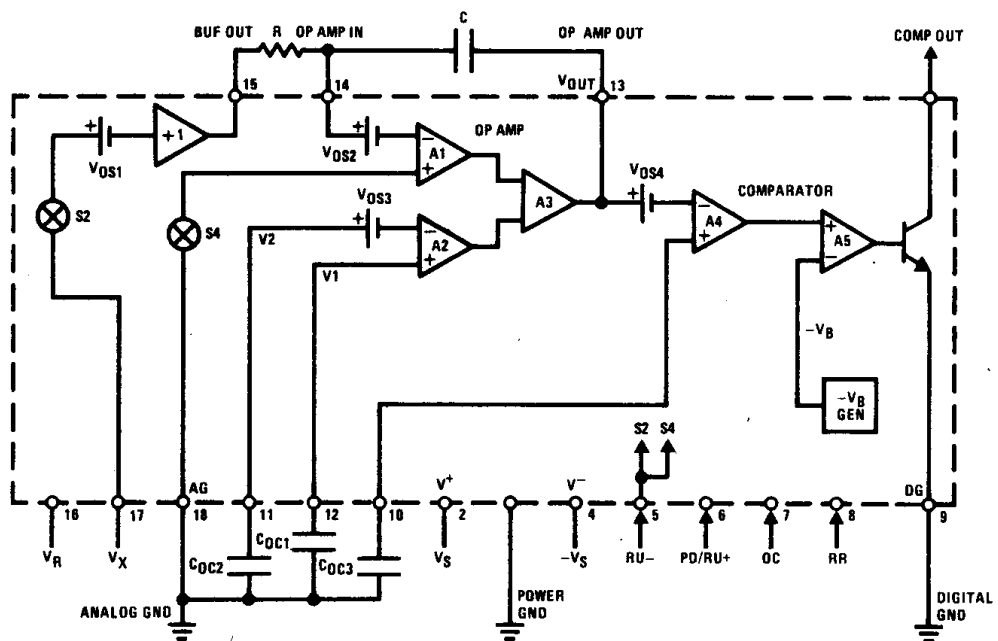 C
BUF OUT R OP AMP IN OP AMP OUT COMP OUT
15 14 VOUT 13
+ +1 + − OP AMP
VOS1 VOS2 A1
+ VOS4
VOS3 A3 + − COMPARATOR
S2 S4 V2 + − A4 +
A2 + A5
V1 + −
−VB
−VB
GEN
S2 S4
AG V+ V− DG
16 17 18 11 12 10 2 4 5 6 7 8 9
VR VX COC2 COC1 COC3 VS −VS RU− PD/RU+ OC RR
ANALOG GND POWER
GND DIGITAL
GND